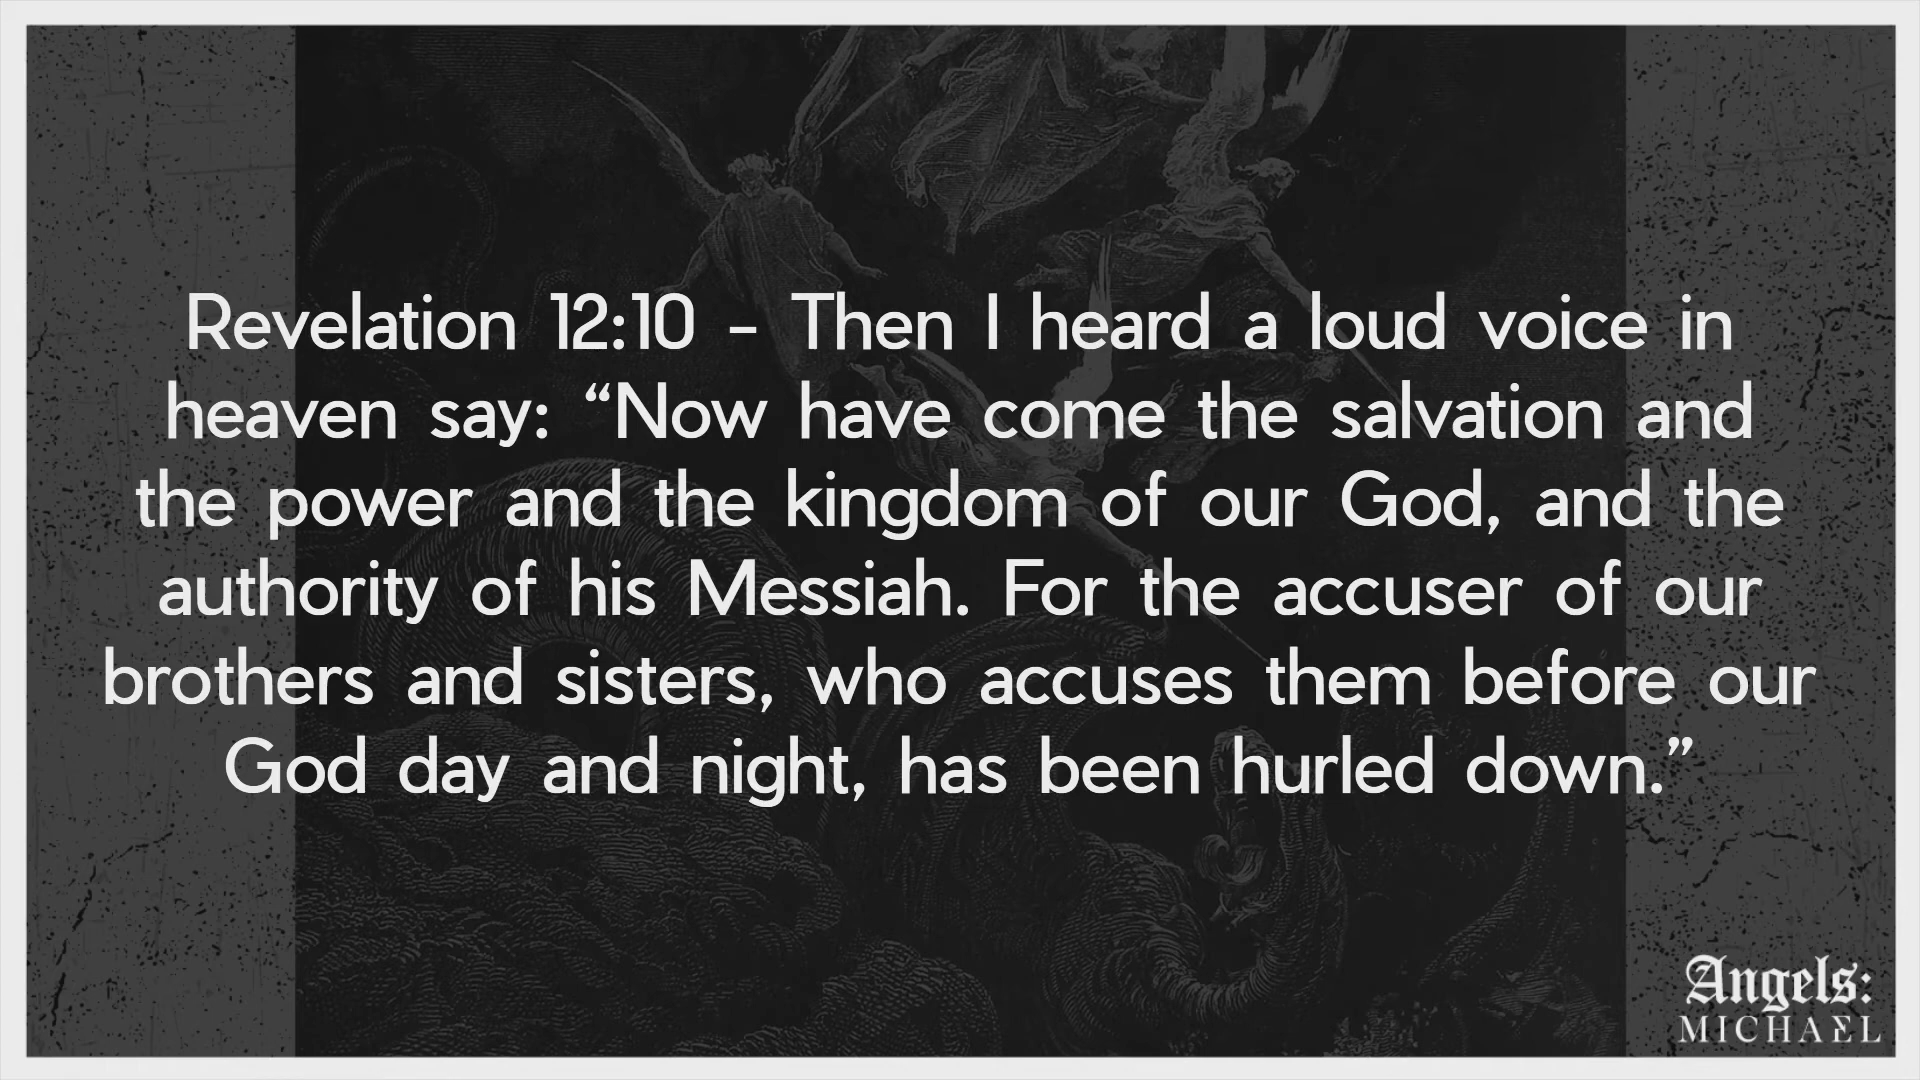 Revelation 12:10 – Then I heard a loud voice in
heaven say: “Now have come the salvation and
the power and the kingdom of our God, and the
authority of his Messiah. For the accuser of our
brothers and sisters, who accuses them before our
God day and night, has been hurled down.”
Angels:
MICHAEL